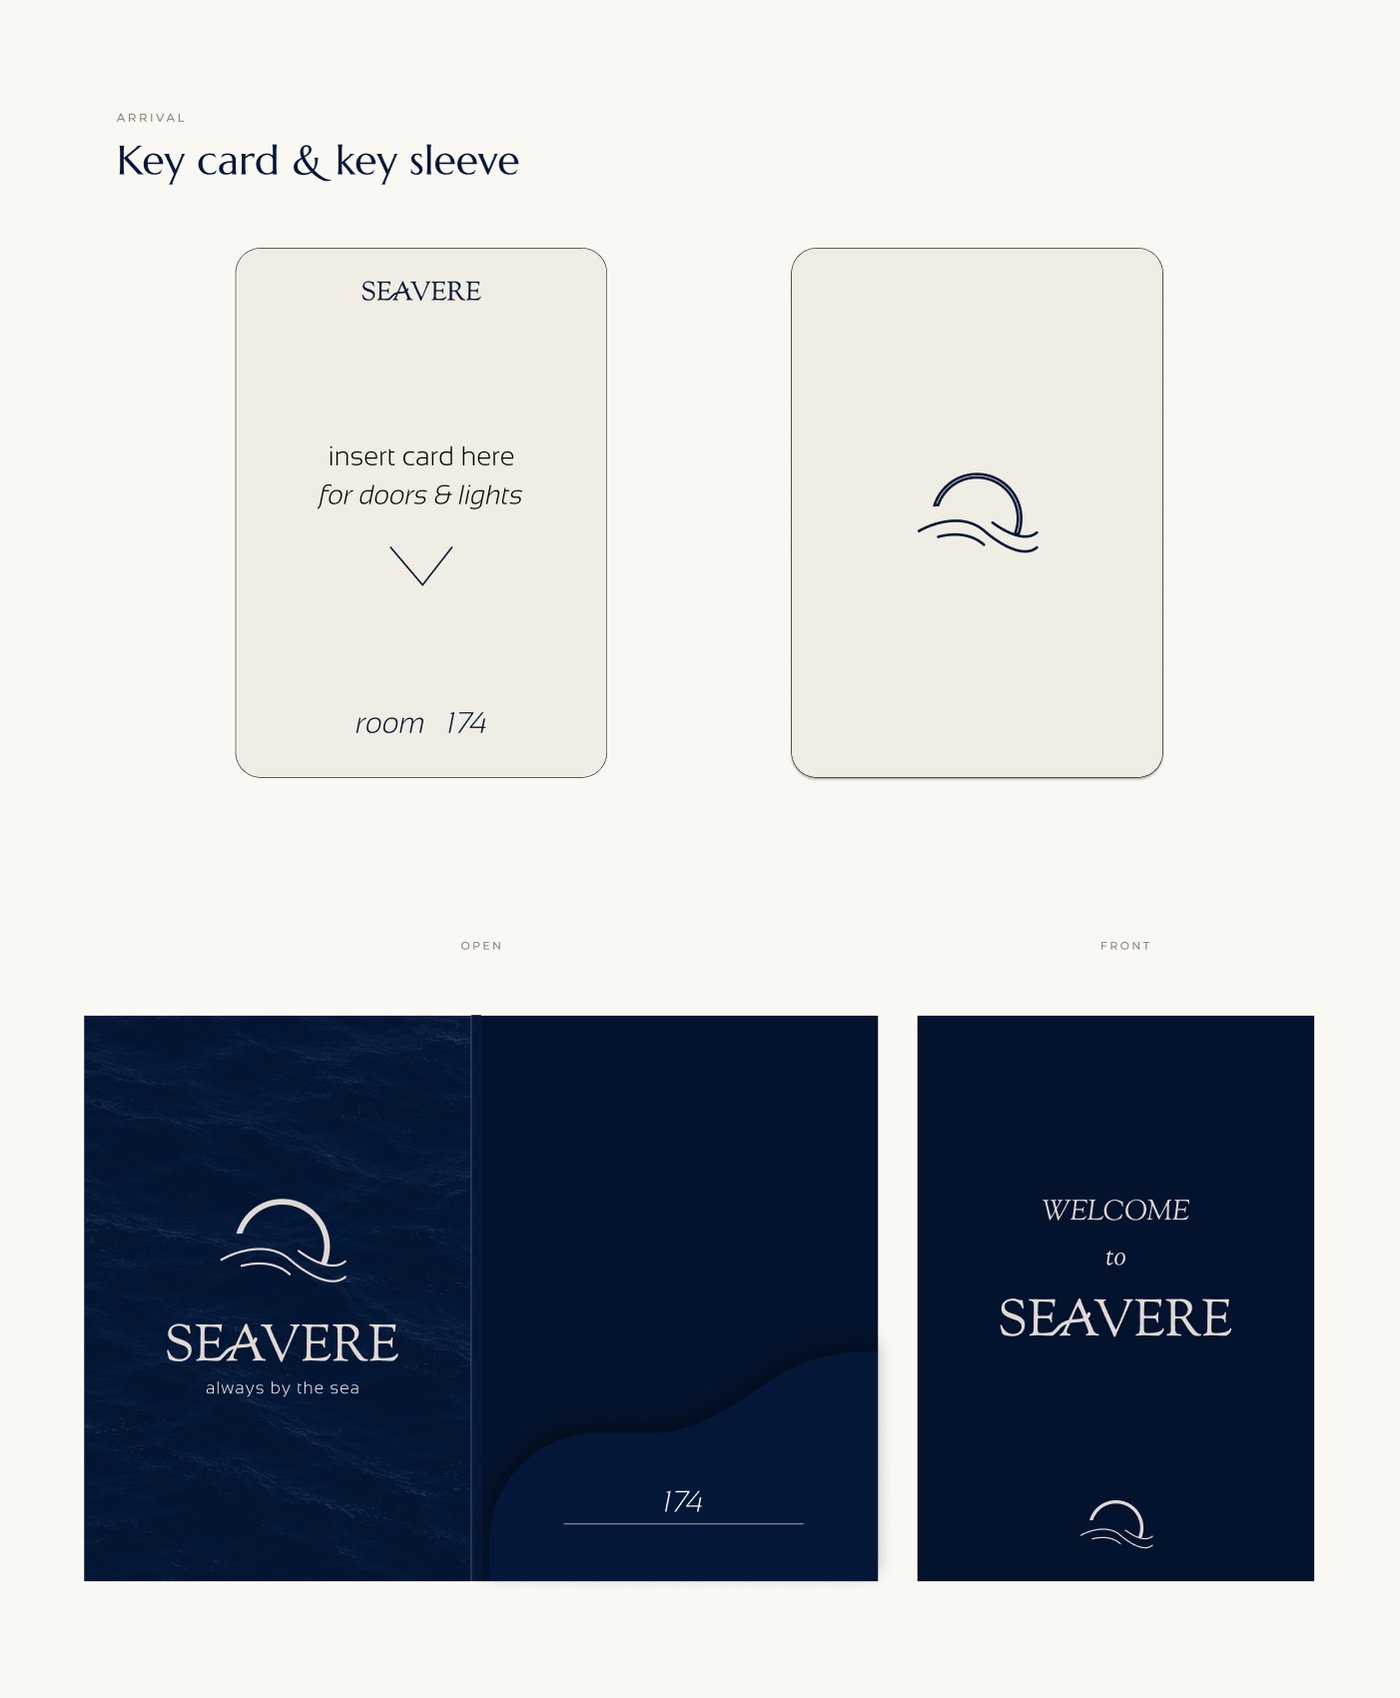 ARRIVAL
Key card & key sleeve
SEAVERE
insert card here
for doors & lights
room 174
OPEN
FRONT
SEAVERE
always by the sea
174
WELCOME
to
SEAVERE